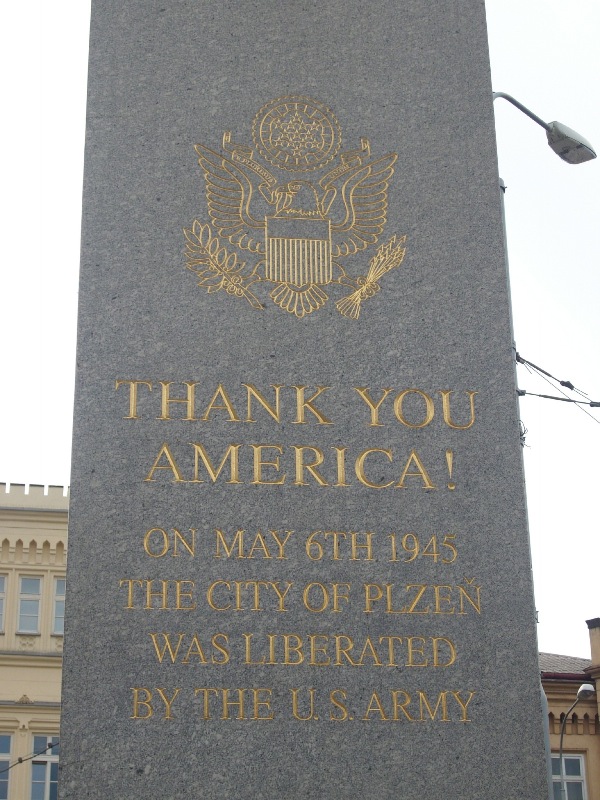 THANK YOU
AMERICA!
ON MAY 6TH 1945
THE CITY OF PLZEŇ
WAS LIBERATED
BY THE U.S. ARMY